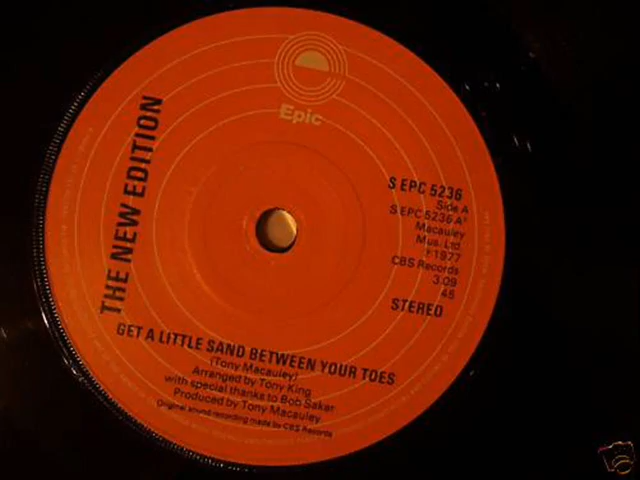 Epic
THE NEW EDITION
S EPC 5236
Side A
S EPC 5236 A
Macauley
Mus. Ltd.
℗ 1977
CBS Records
3.09
45
STEREO
GET A LITTLE SAND BETWEEN YOUR TOES
(Tony Macauley)
Arranged by Tony King
with special thanks to Bob Saker
Produced by Tony Macauley
Original sound recording made by CBS Records